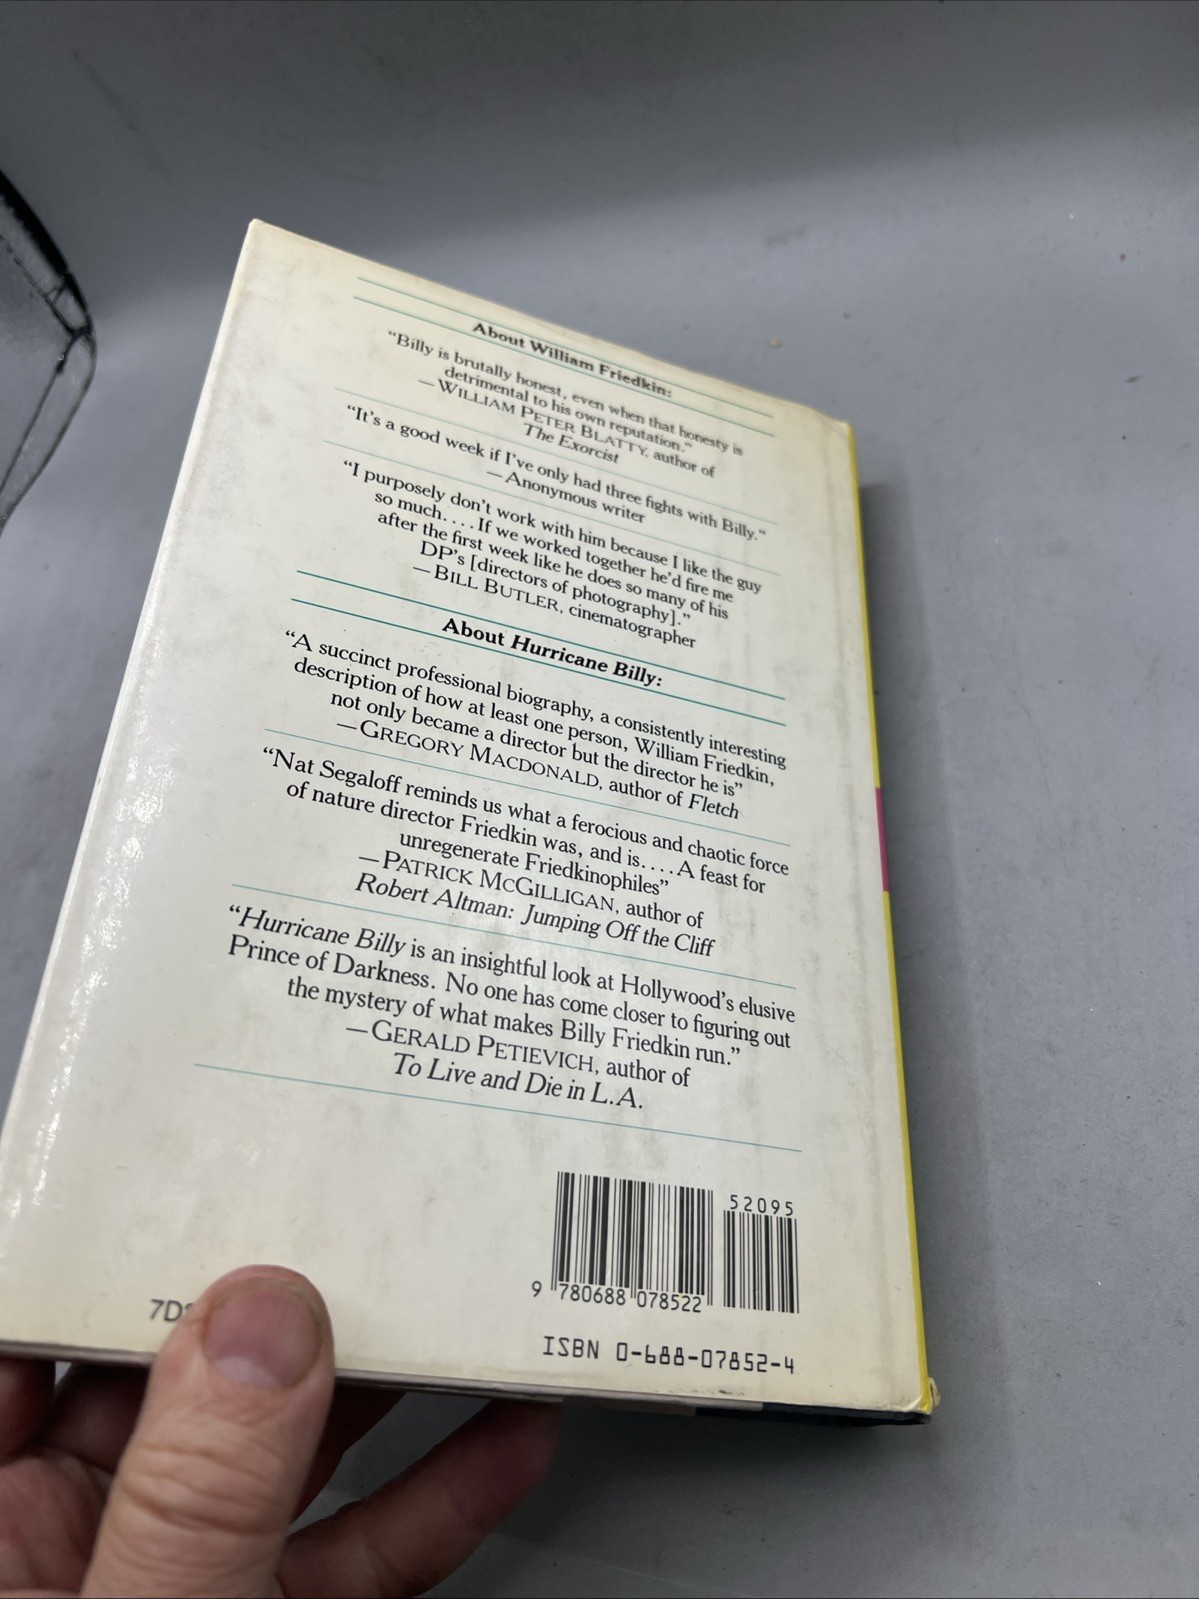 About William Friedkin:
“Billy is brutally honest, even when that honesty is
detrimental to his own reputation.”
—WILLIAM PETER BLATTY, author of
The Exorcist
“It's a good week if I've only had three fights with Billy.”
—Anonymous writer
“I purposely don't work with him because I like the guy
so much. . . . If we worked together he'd fire me
after the first week like he does so many of his
DP's [directors of photography].”
—BILL BUTLER, cinematographer
About Hurricane Billy:
“A succinct professional biography, a consistently interesting
description of how at least one person, William Friedkin,
not only became a director but the director he is”
—GREGORY MACDONALD, author of Fletch
“Nat Segaloff reminds us what a ferocious and chaotic force
of nature director Friedkin was, and is. . . . A feast for
unregenerate Friedkinophiles”
—PATRICK MCGILLIGAN, author of
Robert Altman: Jumping Off the Cliff
“Hurricane Billy is an insightful look at Hollywood's elusive
Prince of Darkness. No one has come closer to figuring out
the mystery of what makes Billy Friedkin run.”
—GERALD PETIEVICH, author of
To Live and Die in L.A.
52095
9 780688 078522
ISBN 0-688-07852-4